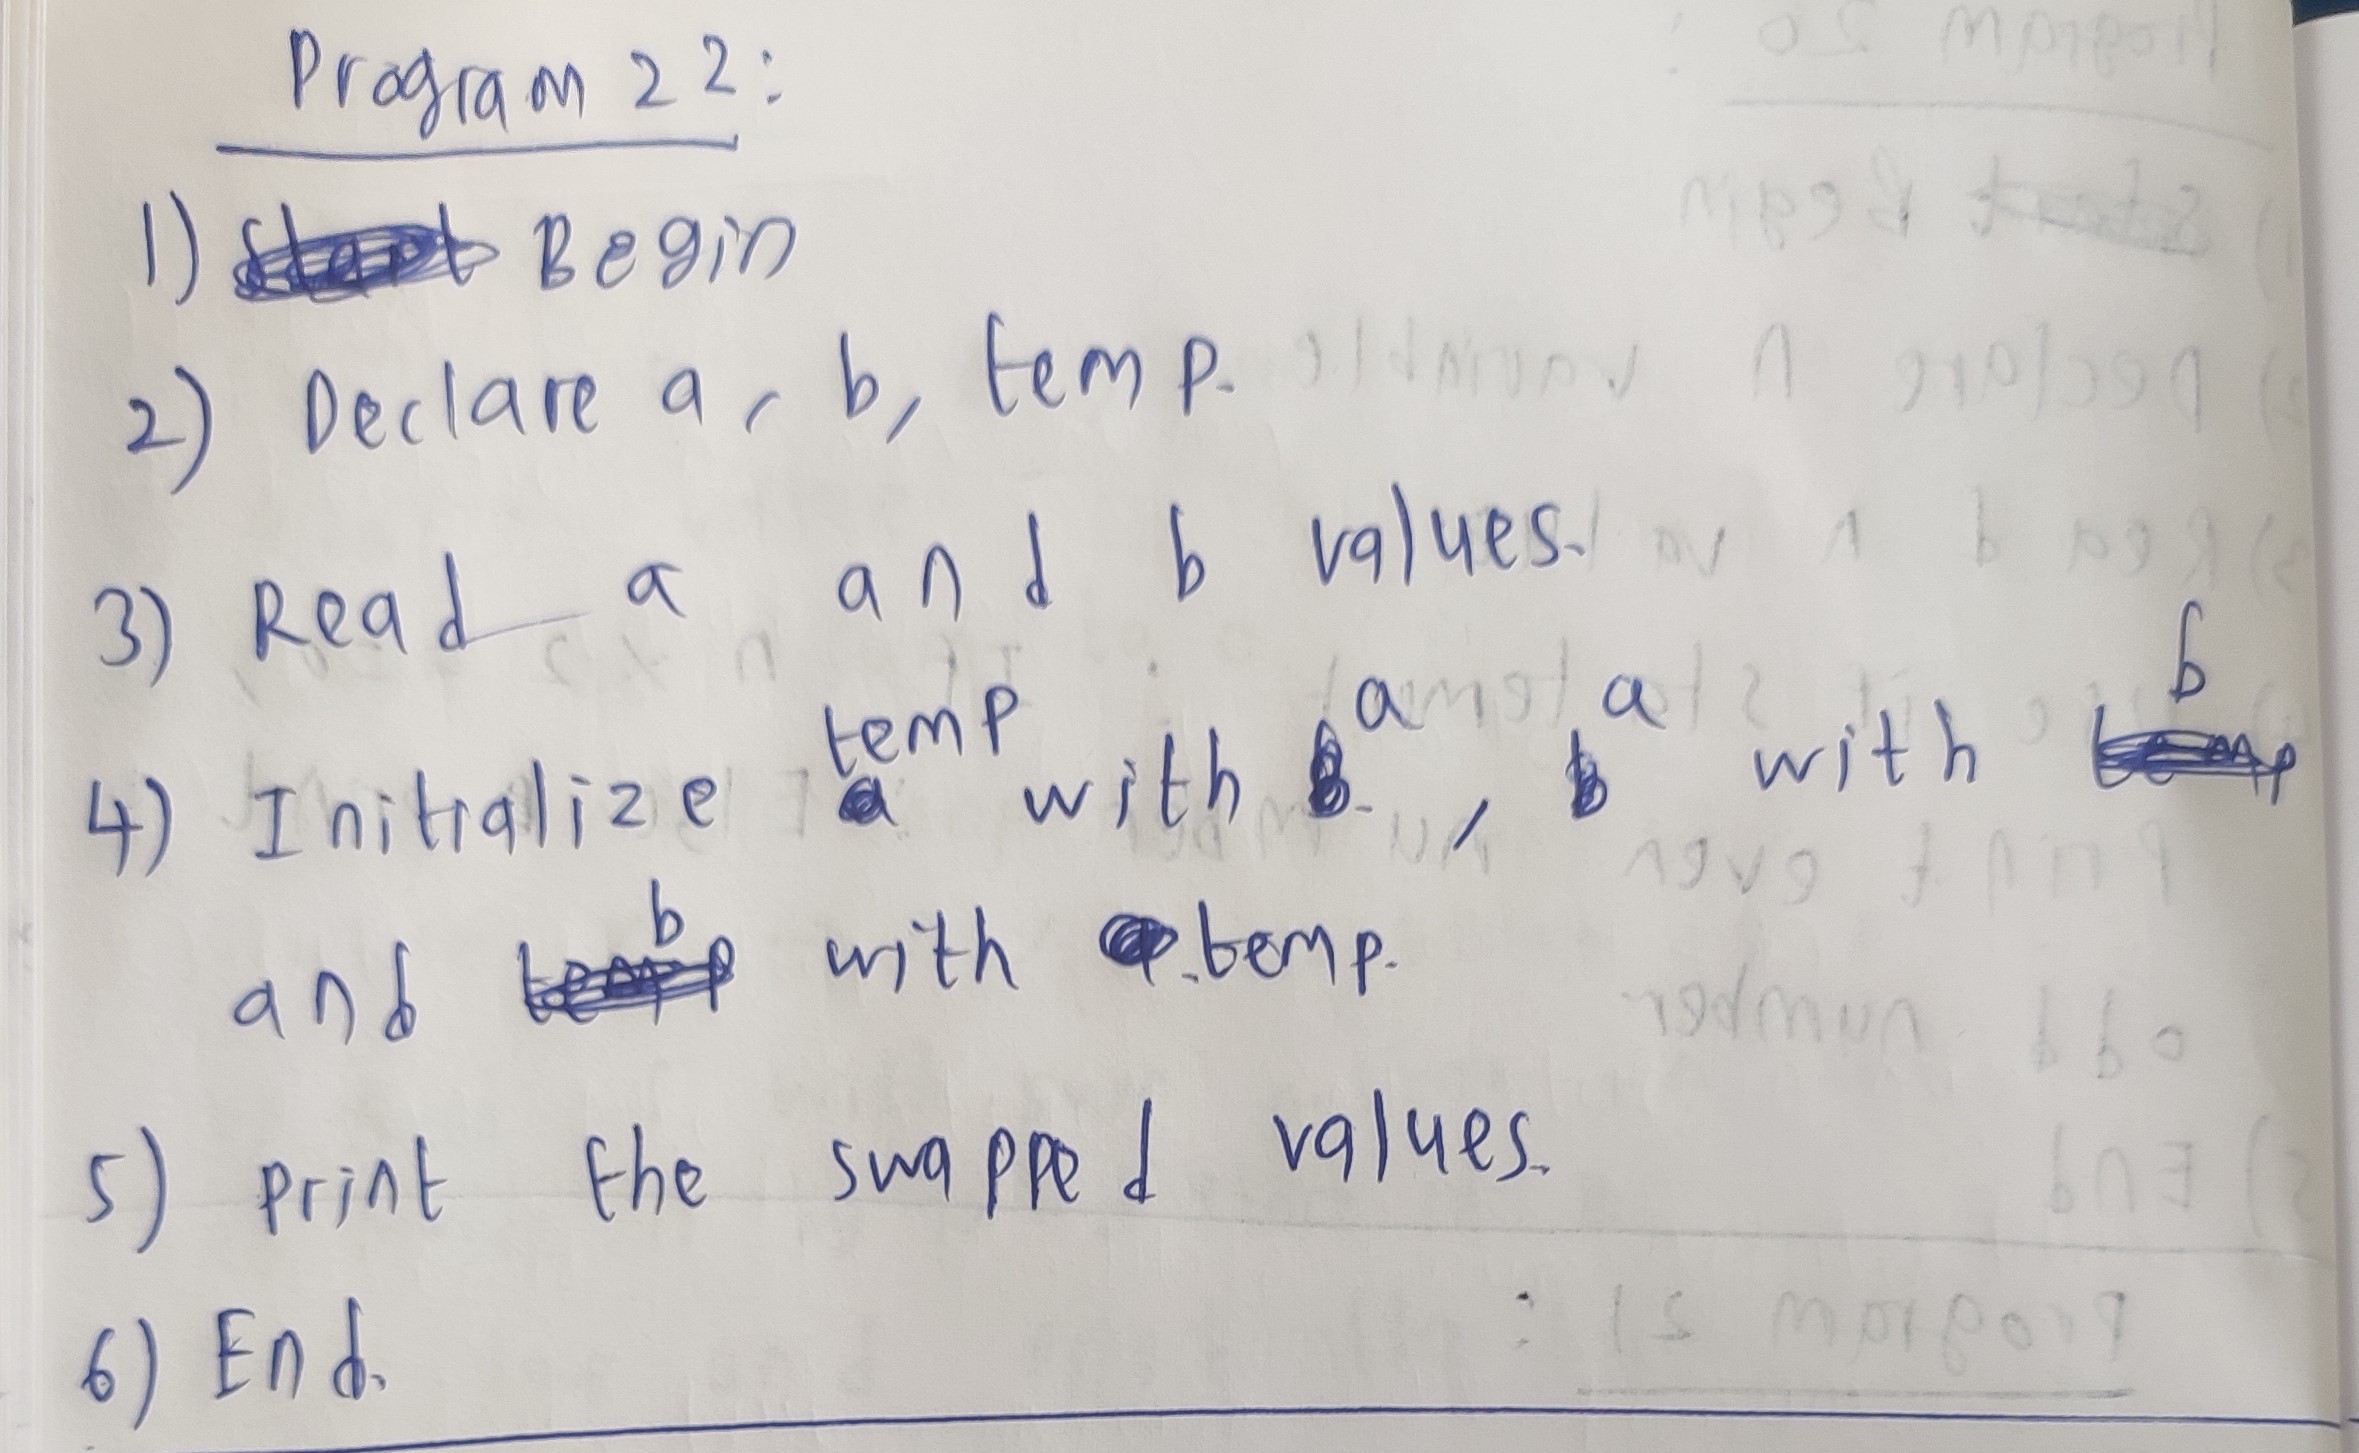 Program 22:
1) Begin
2) Declare a, b, temp.
3) Read a and b values.
4) Initialize temp with a, a with b
and b with temp.
5) print the swapped values.
6) End.